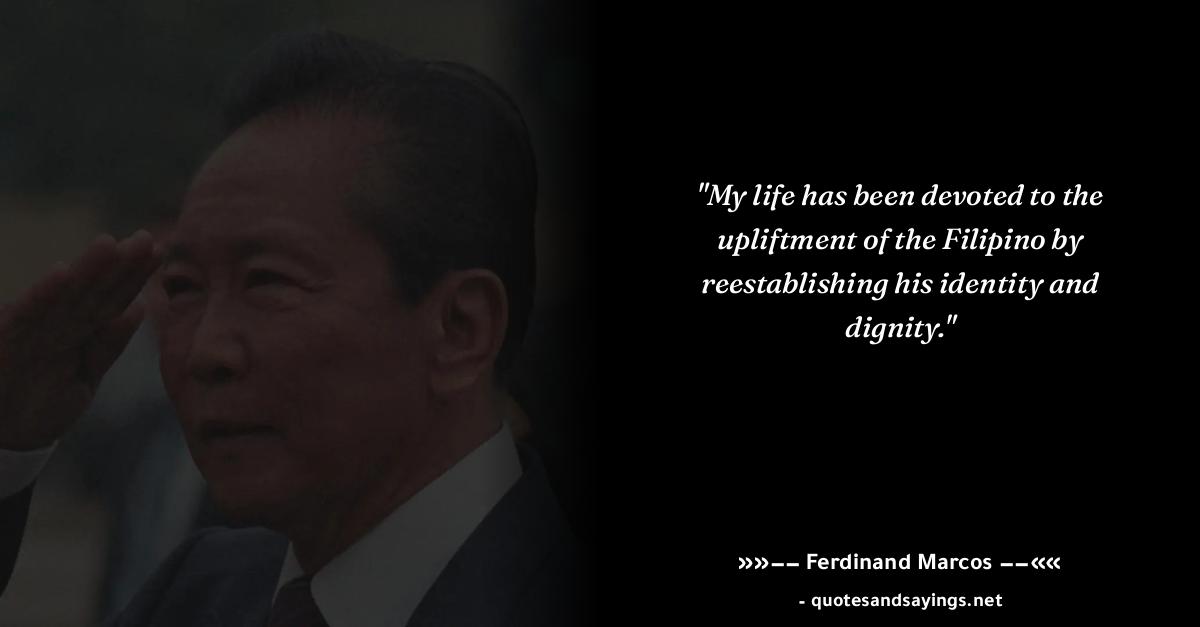 "My life has been devoted to the
upliftment of the Filipino by
reestablishing his identity and
dignity."
»»-- Ferdinand Marcos --««
- quotesandsayings.net